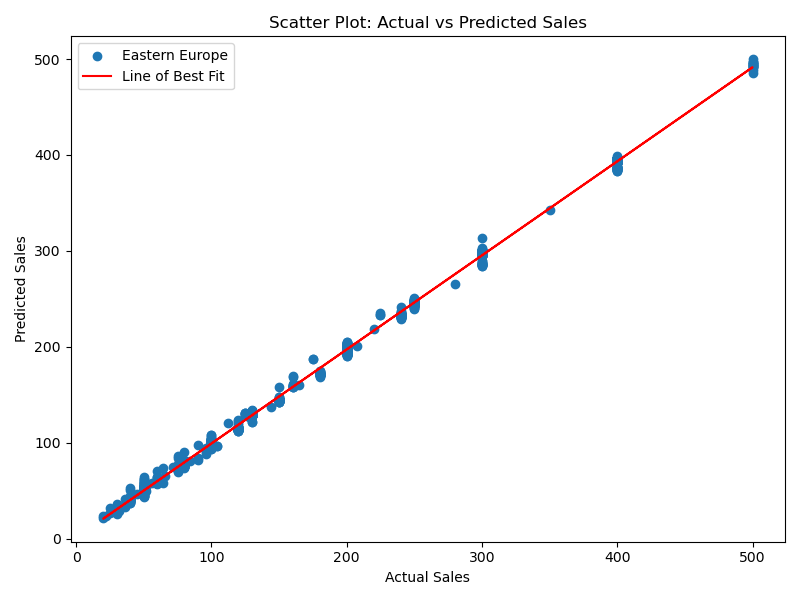 Scatter Plot: Actual vs Predicted Sales
Eastern Europe
Line of Best Fit
Predicted Sales
500
400
300
200
100
0
0 100 200 300 400 500
Actual Sales